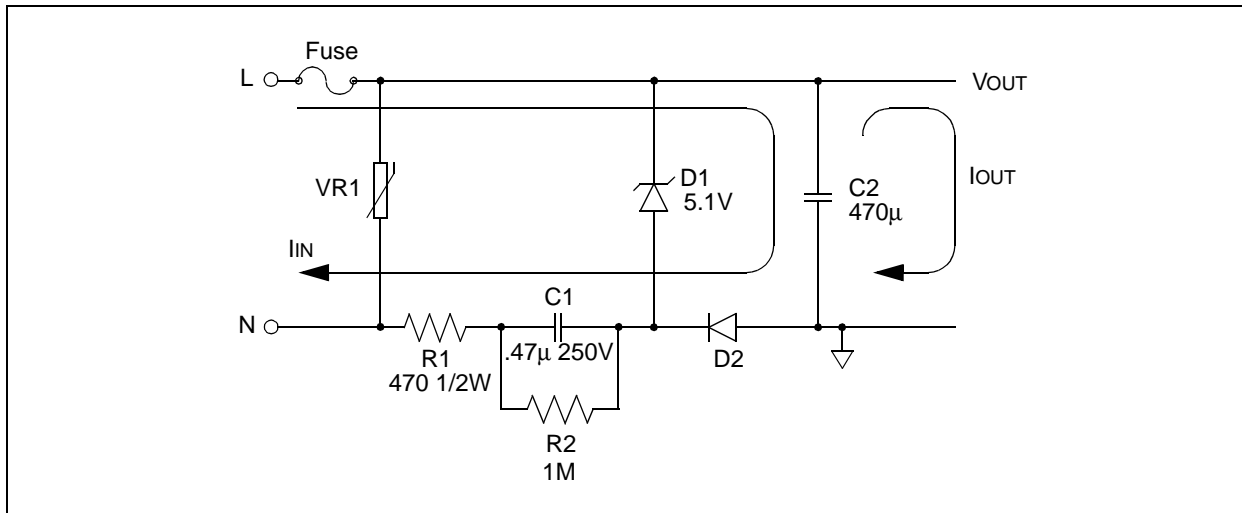 Fuse
L
VOUT
VR1
D1
5.1V
C2
470μ
IOUT
IIN
N
C1
.47μ 250V
R1
470 1/2W
D2
R2
1M